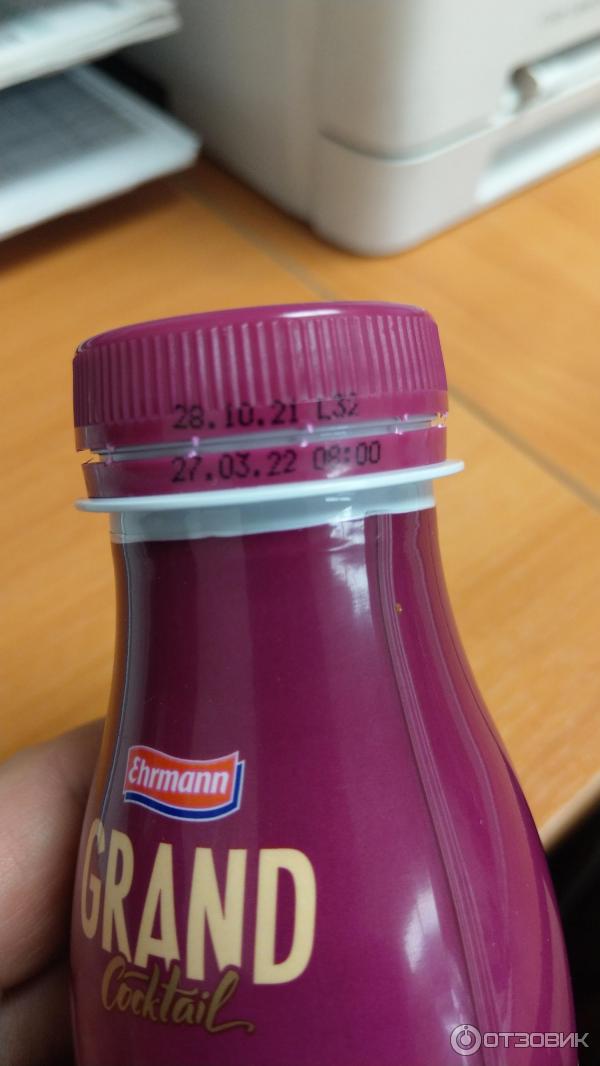 28.10.21 L32
27.03.22 08:00
Ehrmann
GRAND
Cocktail
ОТЗОВИК